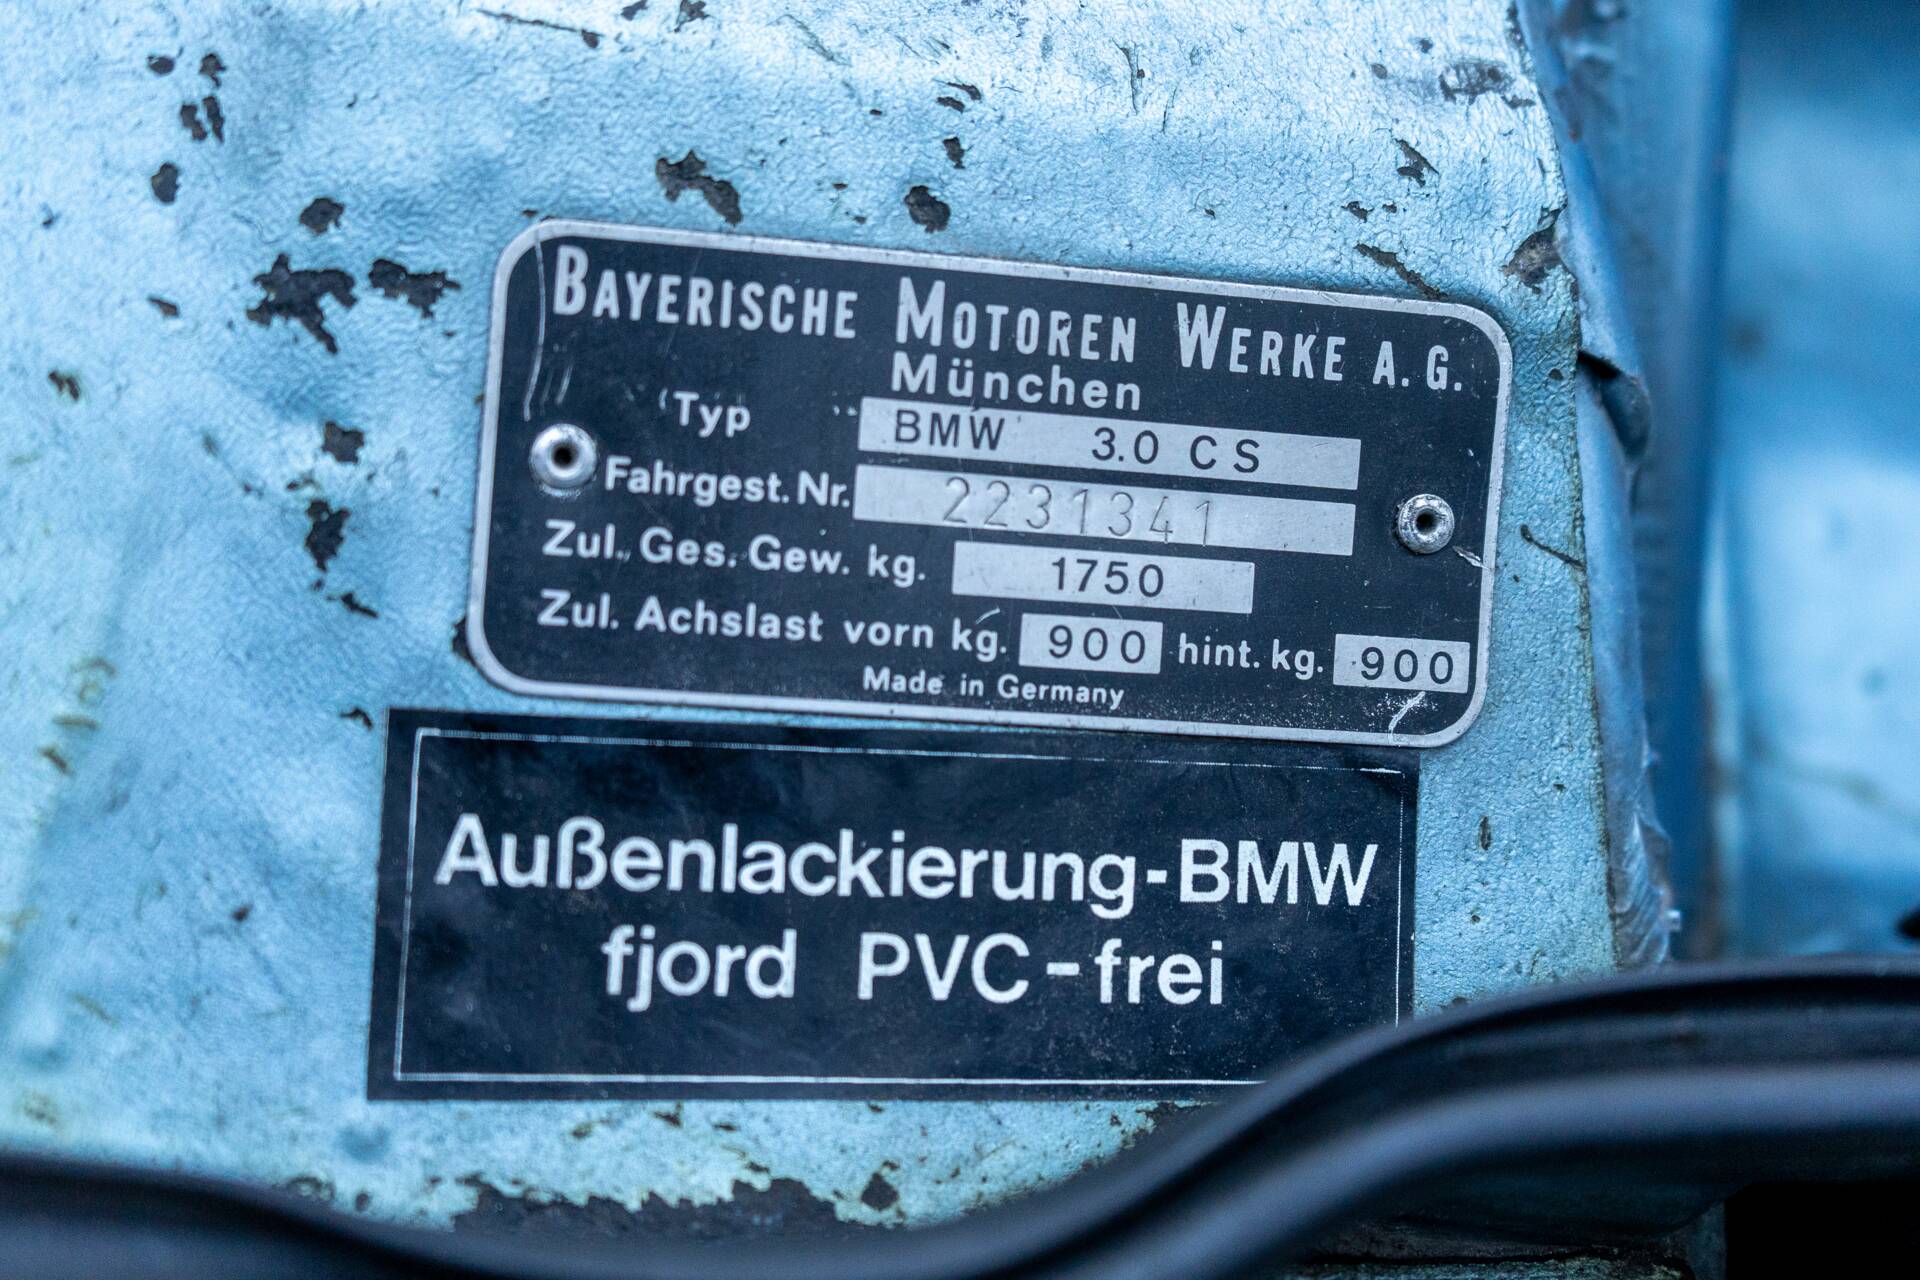 BAYERISCHE MOTOREN WERKE A.G.
München
Typ BMW 3.0 CS
Fahrgest. Nr. 2231341
Zul. Ges. Gew. kg. 1750
Zul. Achslast vorn kg. 900 hint. kg. 900
Made in Germany
Außenlackierung-BMW
fjord PVC-frei